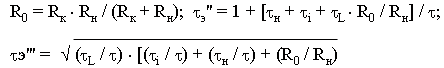 R₀ = Rк · Rн / (Rк + Rн); τэ" = 1 + [τн + τi + τL · R₀ / Rн] / τ;
τэ"' = √(τL / τ) · [(τi / τ) + (τн / τ) + (R₀ / Rн)